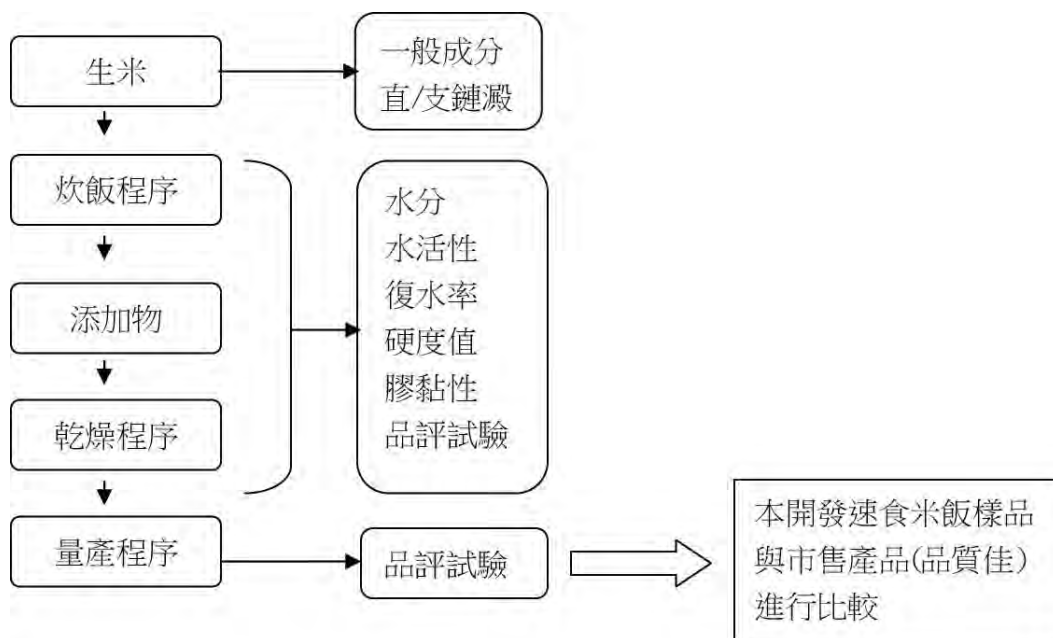 生米
一般成分
直/支鏈澱
炊飯程序
添加物
乾燥程序
水分
水活性
復水率
硬度值
膠黏性
品評試驗
量產程序
品評試驗
本開發速食米飯樣品
與市售產品(品質佳)
進行比較